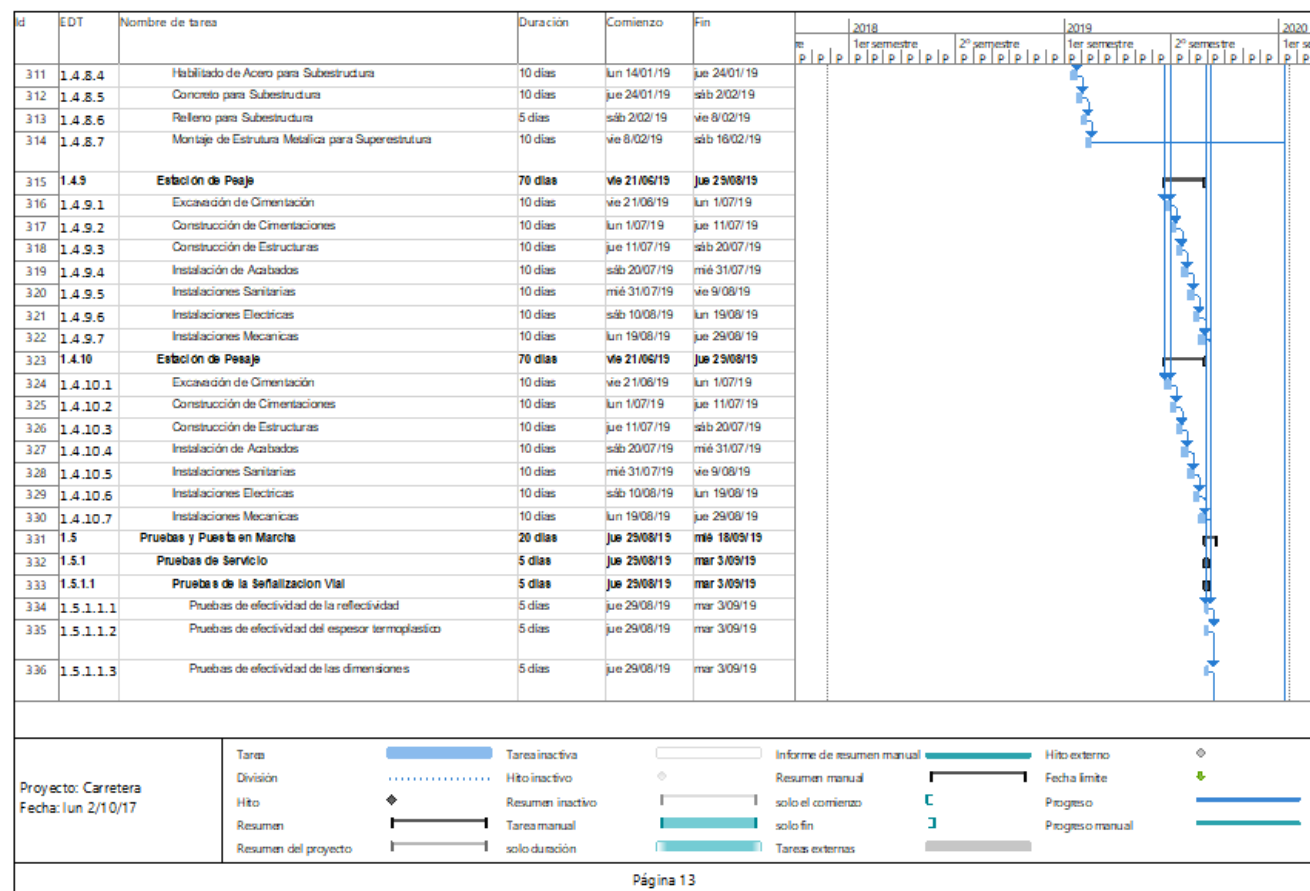 Id EDT Nombre de tarea Duración Comienzo Fin 2018 2019 2020
re 1er semestre 2º semestre 1er semestre 2º semestre 1er se
P P P P P P P P P P P P P P P P P P P P P P P P P P P P
311 1.4.8.4 Habilitado de Acero para Subestructura 10 días lun 14/01/19 jue 24/01/19
312 1.4.8.5 Concreto para Subestructura 10 días jue 24/01/19 sáb 2/02/19
313 1.4.8.6 Relleno para Subestructura 5 días sáb 2/02/19 vie 8/02/19
314 1.4.8.7 Montaje de Estrutura Metalica para Superestrutura 10 días vie 8/02/19 sáb 16/02/19
315 1.4.9 Estación de Peaje 70 días vie 21/06/19 jue 29/08/19
316 1.4.9.1 Excavación de Cimentación 10 días vie 21/06/19 lun 1/07/19
317 1.4.9.2 Construcción de Cimentaciones 10 días lun 1/07/19 jue 11/07/19
318 1.4.9.3 Construcción de Estructuras 10 días jue 11/07/19 sáb 20/07/19
319 1.4.9.4 Instalación de Acabados 10 días sáb 20/07/19 mié 31/07/19
320 1.4.9.5 Instalaciones Sanitarias 10 días mié 31/07/19 vie 9/08/19
321 1.4.9.6 Instalaciones Electricas 10 días sáb 10/08/19 lun 19/08/19
322 1.4.9.7 Instalaciones Mecanicas 10 días lun 19/08/19 jue 29/08/19
323 1.4.10 Estación de Pesaje 70 días vie 21/06/19 jue 29/08/19
324 1.4.10.1 Excavación de Cimentación 10 días vie 21/06/19 lun 1/07/19
325 1.4.10.2 Construcción de Cimentaciones 10 días lun 1/07/19 jue 11/07/19
326 1.4.10.3 Construcción de Estructuras 10 días jue 11/07/19 sáb 20/07/19
327 1.4.10.4 Instalación de Acabados 10 días sáb 20/07/19 mié 31/07/19
328 1.4.10.5 Instalaciones Sanitarias 10 días mié 31/07/19 vie 9/08/19
329 1.4.10.6 Instalaciones Electricas 10 días sáb 10/08/19 lun 19/08/19
330 1.4.10.7 Instalaciones Mecanicas 10 días lun 19/08/19 jue 29/08/19
331 1.5 Pruebas y Puesta en Marcha 20 días jue 29/08/19 mié 18/09/19
332 1.5.1 Pruebas de Servicio 5 días jue 29/08/19 mar 3/09/19
333 1.5.1.1 Pruebas de la Señalizacion Vial 5 días jue 29/08/19 mar 3/09/19
334 1.5.1.1.1 Pruebas de efectividad de la reflectividad 5 días jue 29/08/19 mar 3/09/19
335 1.5.1.1.2 Pruebas de efectividad del espesor termoplastico 5 días jue 29/08/19 mar 3/09/19
336 1.5.1.1.3 Pruebas de efectividad de las dimensiones 5 días jue 29/08/19 mar 3/09/19
Proyecto: Carretera
Fecha: lun 2/10/17
Tarea Tarea inactiva Informe de resumen manual Hito externo
División Hito inactivo Resumen manual Fecha límite
Hito Resumen inactivo solo el comienzo Progreso
Resumen Tarea manual solo fin Progreso manual
Resumen del proyecto solo duración Tareas externas
Página 13